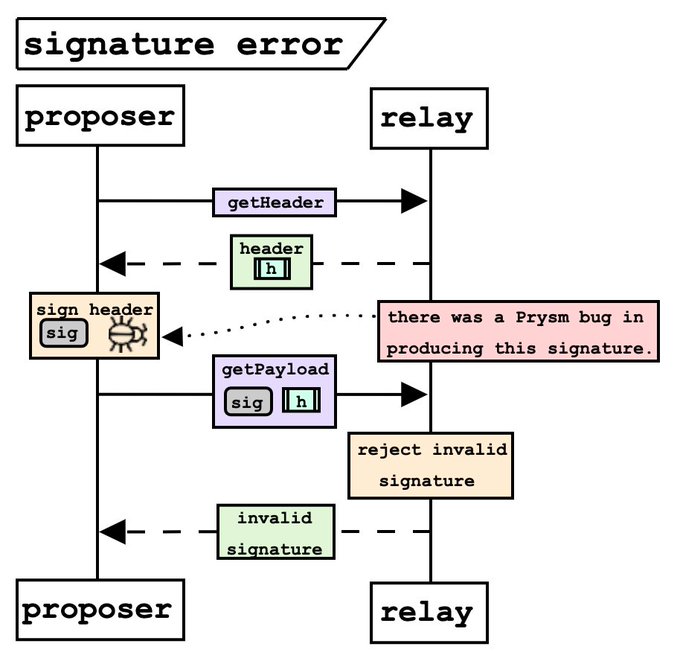 signature error
proposer
relay
getHeader
header
h
sign header
sig
there was a Prysm bug in
producing this signature.
getPayload
sig
h
reject invalid
signature
invalid
signature
proposer
relay